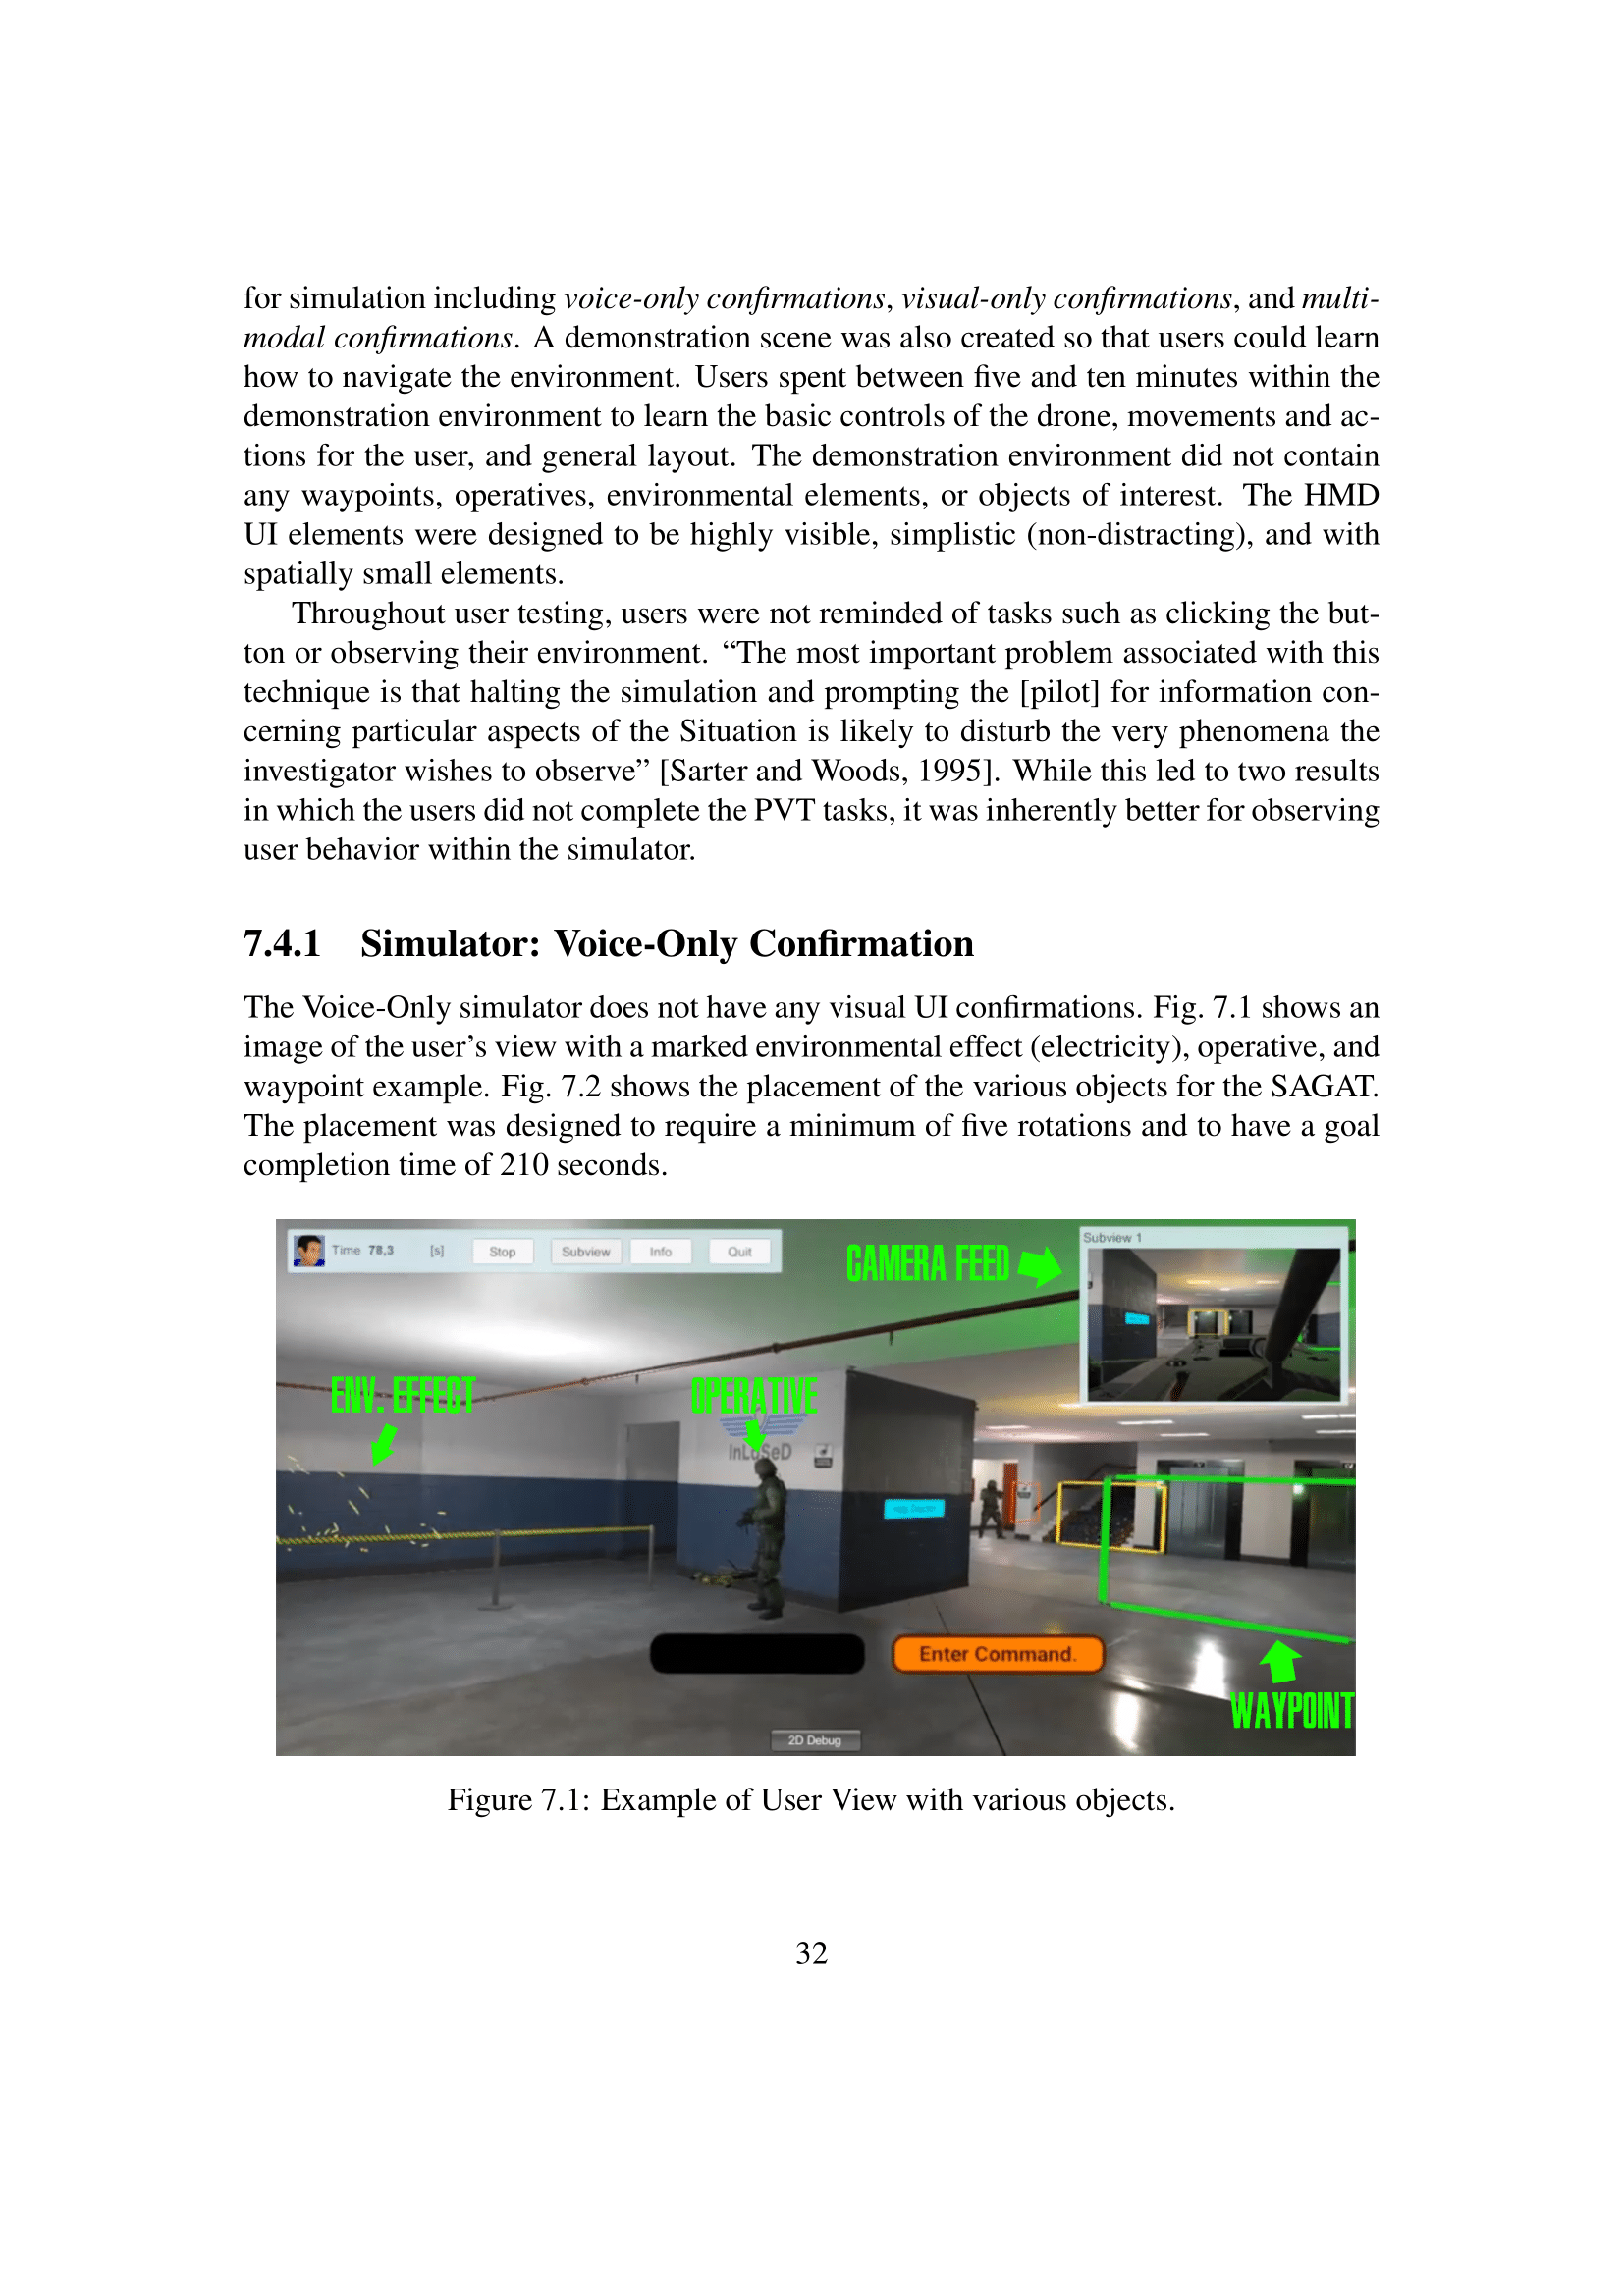 for simulation including voice-only confirmations, visual-only confirmations, and multi-
modal confirmations. A demonstration scene was also created so that users could learn
how to navigate the environment. Users spent between five and ten minutes within the
demonstration environment to learn the basic controls of the drone, movements and ac-
tions for the user, and general layout. The demonstration environment did not contain
any waypoints, operatives, environmental elements, or objects of interest. The HMD
UI elements were designed to be highly visible, simplistic (non-distracting), and with
spatially small elements.
Throughout user testing, users were not reminded of tasks such as clicking the but-
ton or observing their environment. “The most important problem associated with this
technique is that halting the simulation and prompting the [pilot] for information con-
cerning particular aspects of the Situation is likely to disturb the very phenomena the
investigator wishes to observe” [Sarter and Woods, 1995]. While this led to two results
in which the users did not complete the PVT tasks, it was inherently better for observing
user behavior within the simulator.
7.4.1 Simulator: Voice-Only Confirmation
The Voice-Only simulator does not have any visual UI confirmations. Fig. 7.1 shows an
image of the user’s view with a marked environmental effect (electricity), operative, and
waypoint example. Fig. 7.2 shows the placement of the various objects for the SAGAT.
The placement was designed to require a minimum of five rotations and to have a goal
completion time of 210 seconds.
Time 78,3 [s] Stop Subview Info Quit
Subview 1
CAMERA FEED
ENV. EFFECT
OPERATIVE
InLuSeD
Enter Command.
WAYPOINT
2D Debug
Figure 7.1: Example of User View with various objects.
32